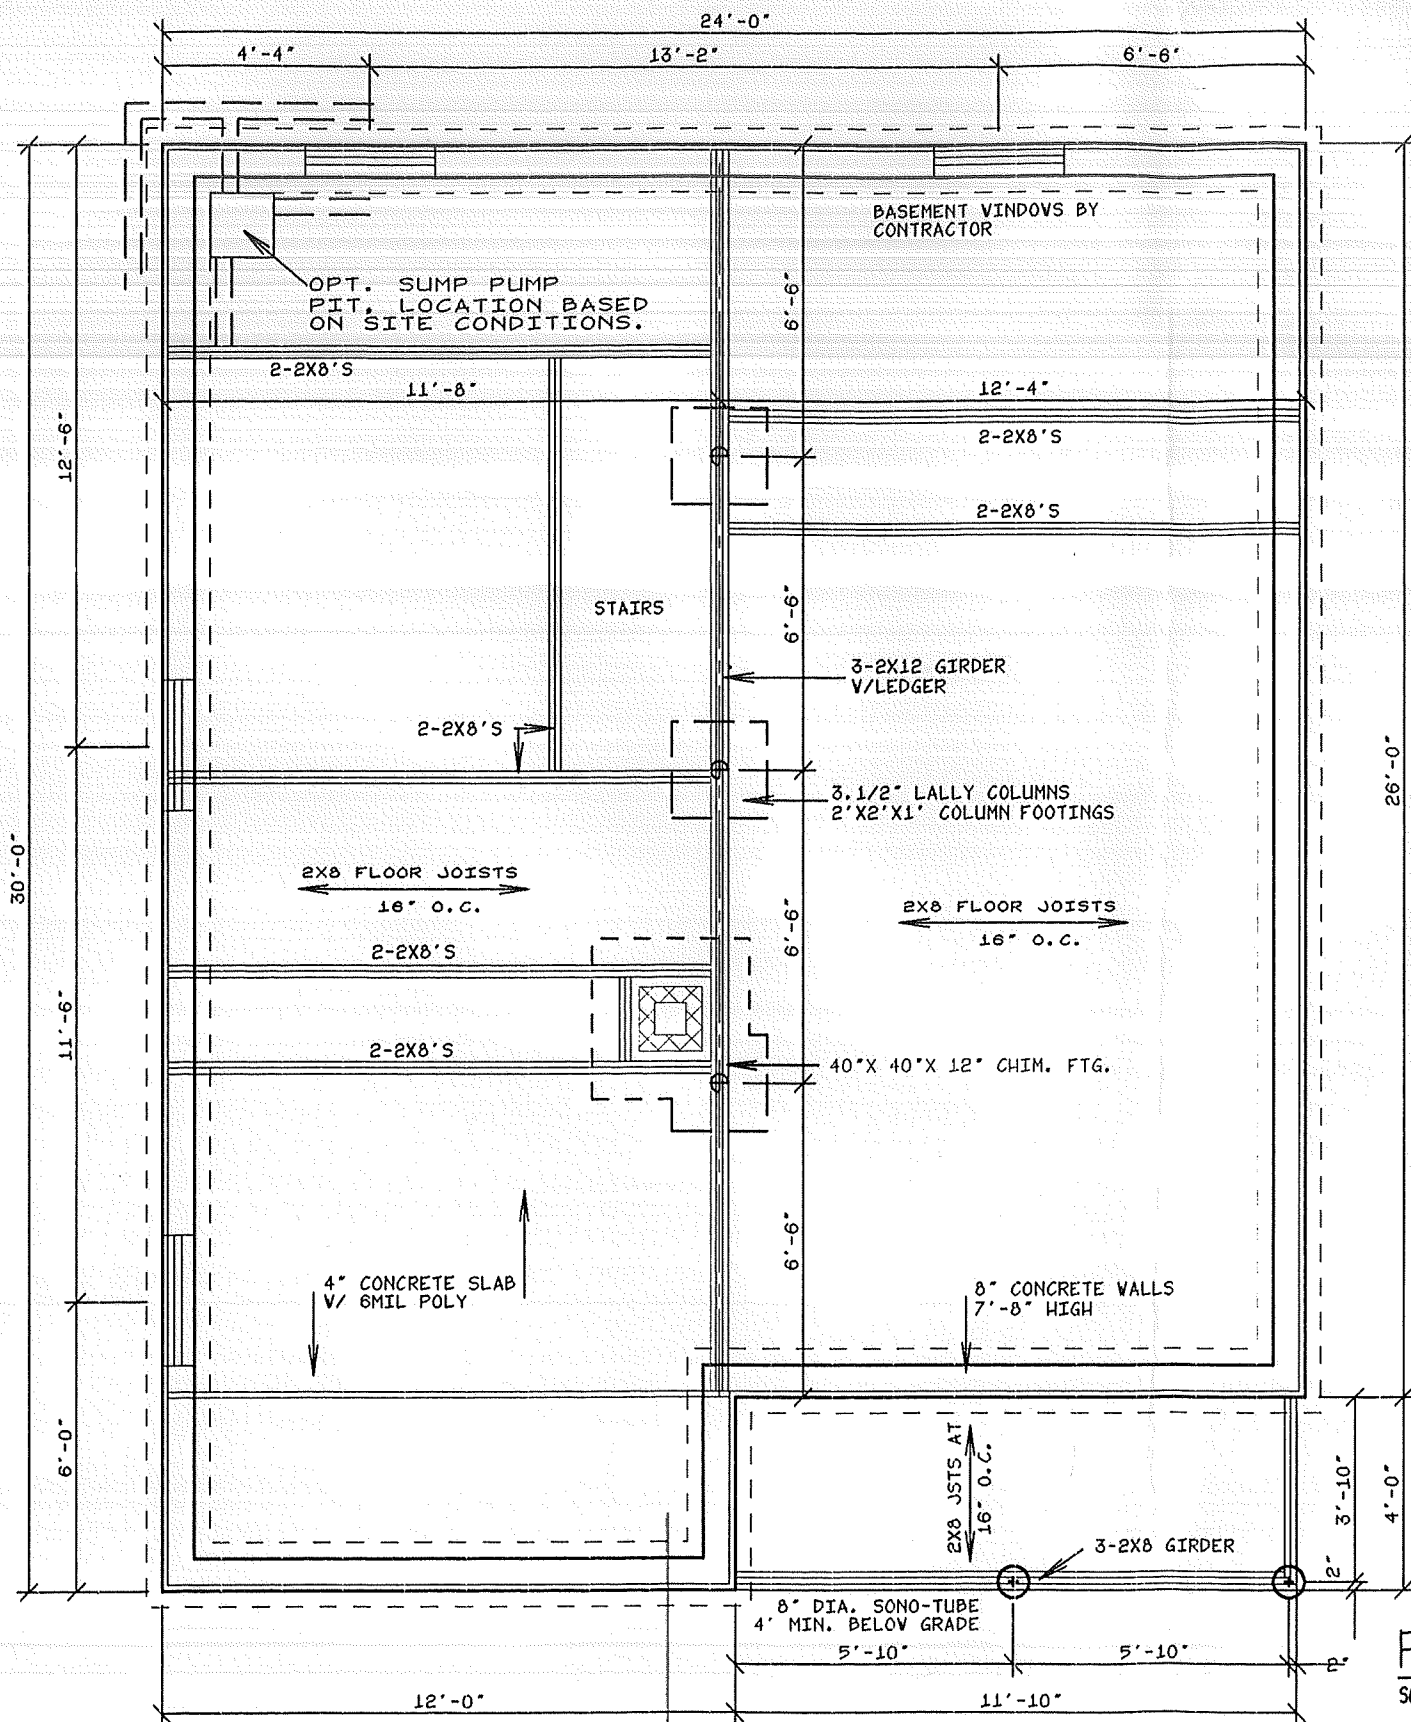 24'-0"
4'-4"
13'-2"
6'-6"
BASEMENT VINDOVS BY
CONTRACTOR
OPT. SUMP PUMP
PIT, LOCATION BASED
ON SITE CONDITIONS.
6'-6"
2-2X8'S
11'-8"
12'-4"
2-2X8'S
12'-6"
2-2X8'S
STAIRS
6'-6"
3-2X12 GIRDER
V/LEDGER
2-2X8'S
26'-0"
3.1/2" LALLY COLUMNS
2'X2'X1' COLUMN FOOTINGS
30'-0"
2X8 FLOOR JOISTS
16" O.C.
2X8 FLOOR JOISTS
16" O.C.
6'-6"
2-2X8'S
11'-6"
2-2X8'S
40"X 40"X 12" CHIM. FTG.
6'-6"
4" CONCRETE SLAB
V/ 6MIL POLY
8" CONCRETE VALLS
7'-8" HIGH
6'-0"
2X8 JSTS AT
16" O.C.
3'-10"
4'-0"
3-2X8 GIRDER
2"
8" DIA. SONO-TUBE
4' MIN. BELOV GRADE
5'-10"
5'-10"
2"
12'-0"
11'-10"